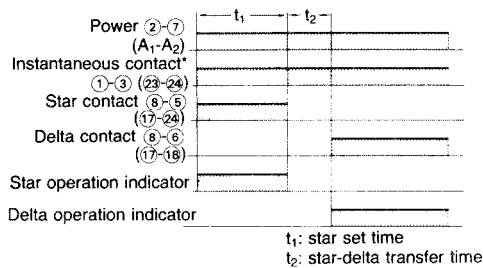 t₁ t₂
Power ②-⑦
(A₁-A₂)
Instantaneous contact*
①-③ (㉓-㉔)
Star contact ⑧-⑤
(⑰-㉔)
Delta contact ⑧-⑥
(⑰-⑱)
Star operation indicator
Delta operation indicator
t₁: star set time
t₂: star-delta transfer time